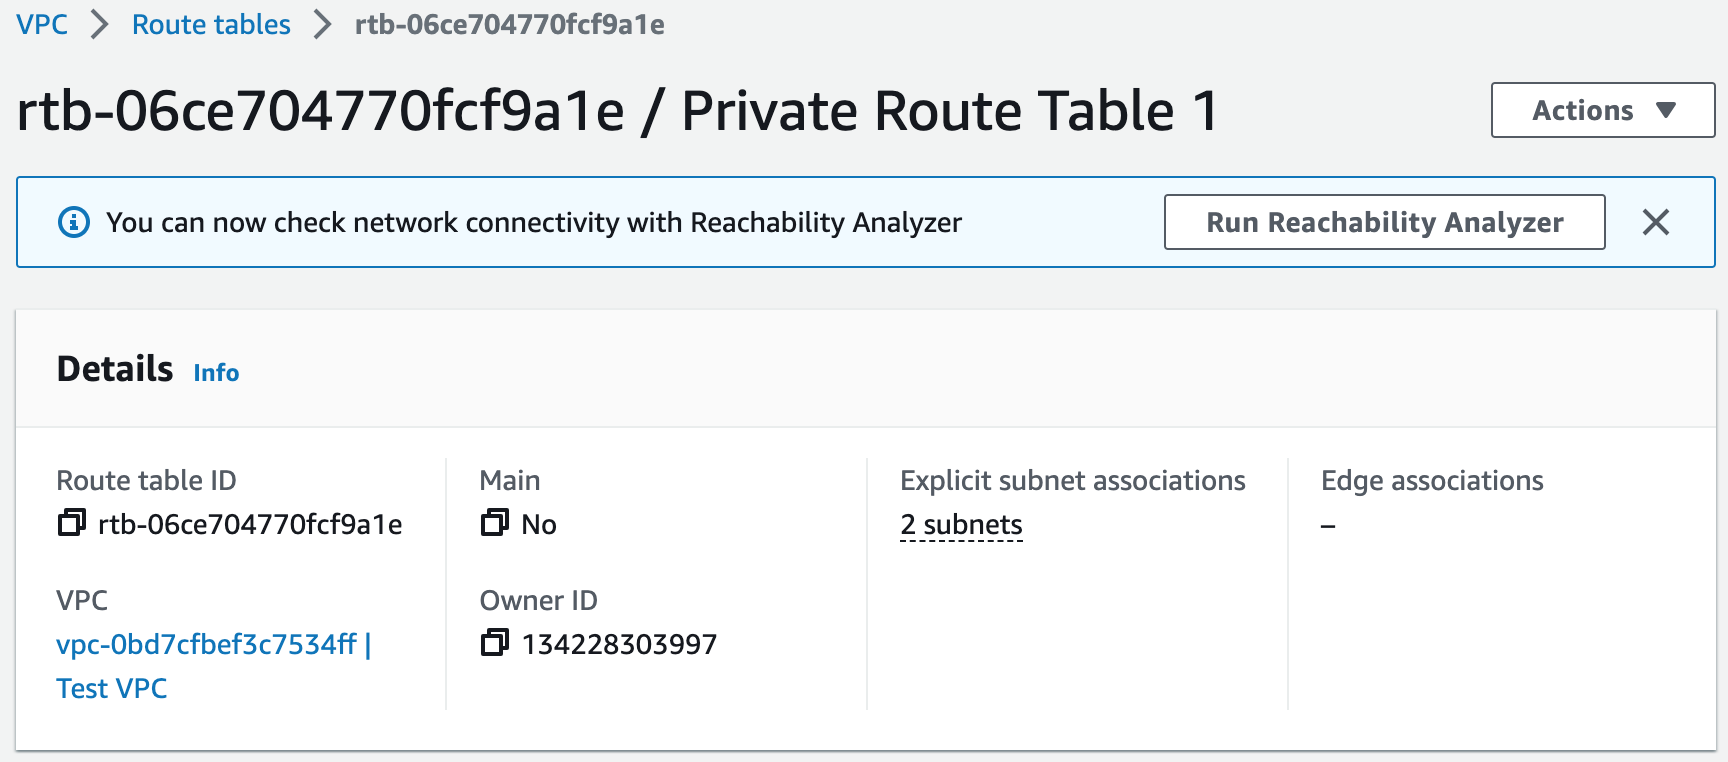 VPC > Route tables > rtb-06ce704770fcf9a1e
rtb-06ce704770fcf9a1e / Private Route Table 1
Actions
You can now check network connectivity with Reachability Analyzer
Run Reachability Analyzer
Details Info
Route table ID
rtb-06ce704770fcf9a1e
VPC
vpc-0bd7cfbef3c7534ff |
Test VPC
Main
No
Owner ID
134228303997
Explicit subnet associations
2 subnets
Edge associations
–